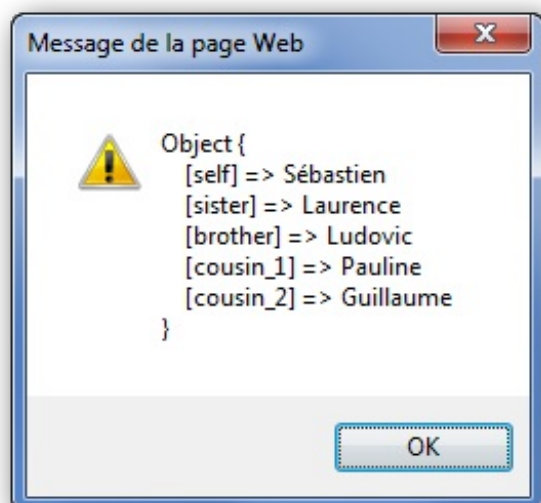 Message de la page Web
Object {
[self] => Sébastien
[sister] => Laurence
[brother] => Ludovic
[cousin_1] => Pauline
[cousin_2] => Guillaume
}
OK